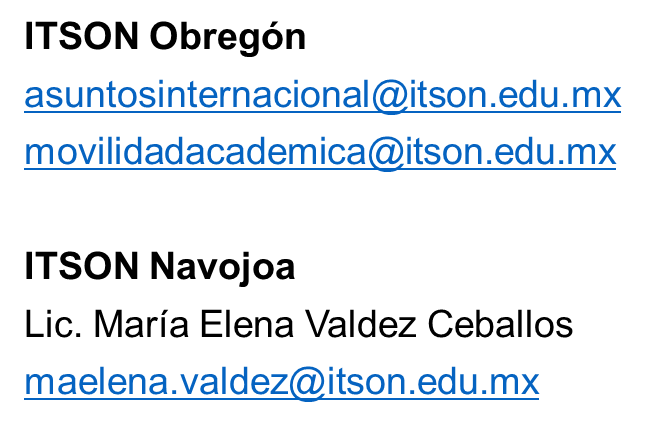 ITSON Obregón
asuntosinternacional@itson.edu.mx
movilidadacademica@itson.edu.mx
ITSON Navojoa
Lic. María Elena Valdez Ceballos
maelena.valdez@itson.edu.mx